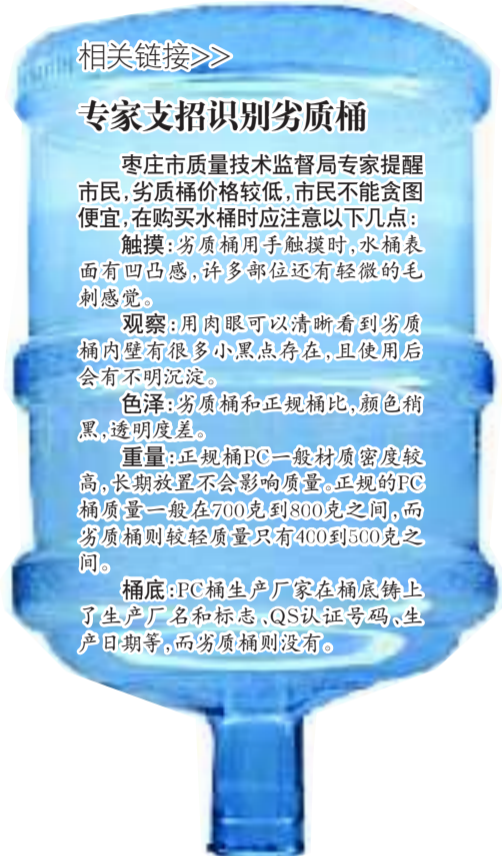 相关链接>>
专家支招识别劣质桶
枣庄市质量技术监督局专家提醒
市民,劣质桶价格较低,市民不能贪图
便宜,在购买水桶时应注意以下几点:
触摸:劣质桶用手触摸时,水桶表
面有凹凸感,许多部位还有轻微的毛
刺感觉。
观察:用肉眼可以清晰看到劣质
桶内壁有很多小黑点存在,且使用后
会有不明沉淀。
色泽:劣质桶和正规桶比,颜色稍
黑,透明度差。
重量:正规桶PC一般材质密度较
高,长期放置不会影响质量。正规的PC
桶质量一般在700克到800克之间,而
劣质桶则较轻质量只有400到500克之
间。
桶底:PC桶生产厂家在桶底铸上
了生产厂名和标志、QS认证号码、生
产日期等,而劣质桶则没有。